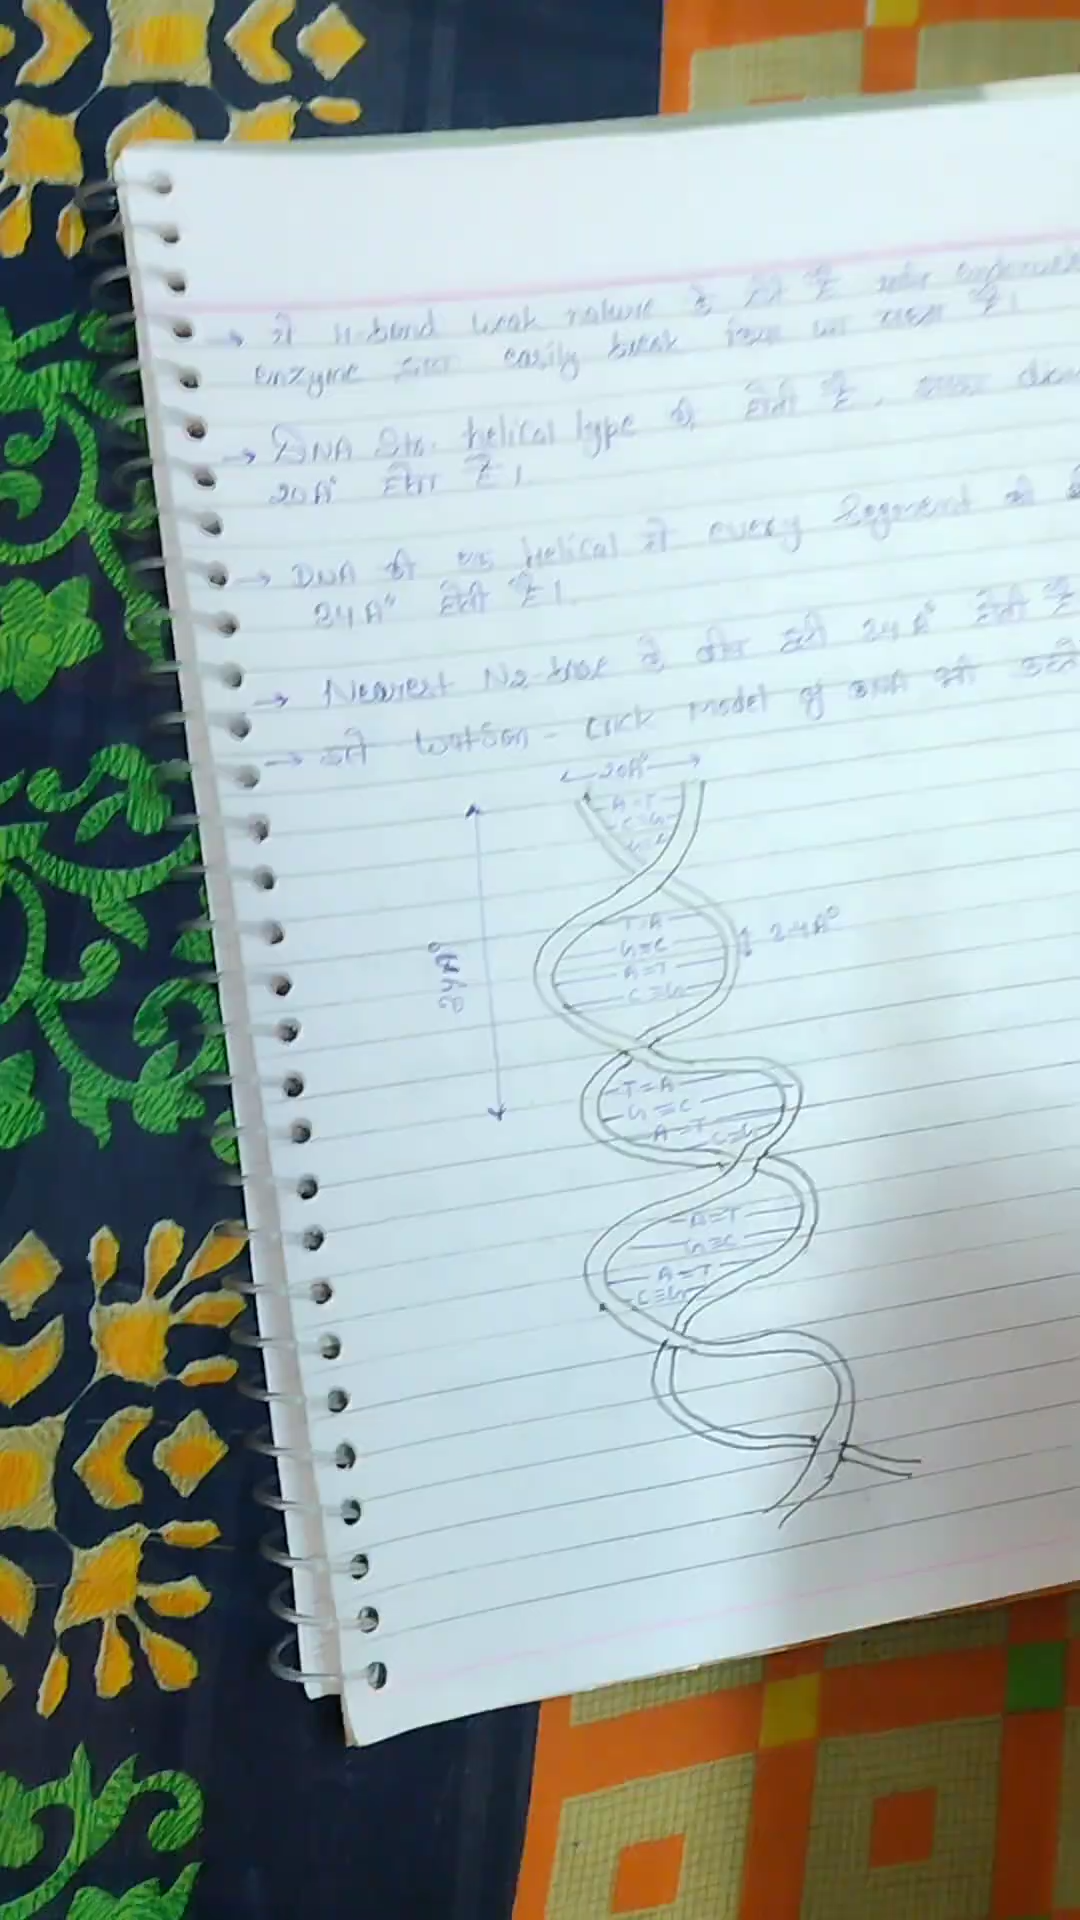 → ये H-bond weak nature के होते है और
enzyme द्वारा easily break किया जा सकता है।
→ DNA Str. helical type की होती है,
20A° होता है।
→ DNA की एक helical में every Segment की
34A° होती है।
→ Nearest N2-base के बीच दूरी 3.4A° होती है
→ इसे Watson - Crick Model of DNA भी कहते
20A°
A-T
C≡G
G≡C
T-A
G≡C
A=T
C≡G
34A°
3.4A°
T=A
G≡C
A=T
C≡G
A=T
G≡C
A=T
C≡G